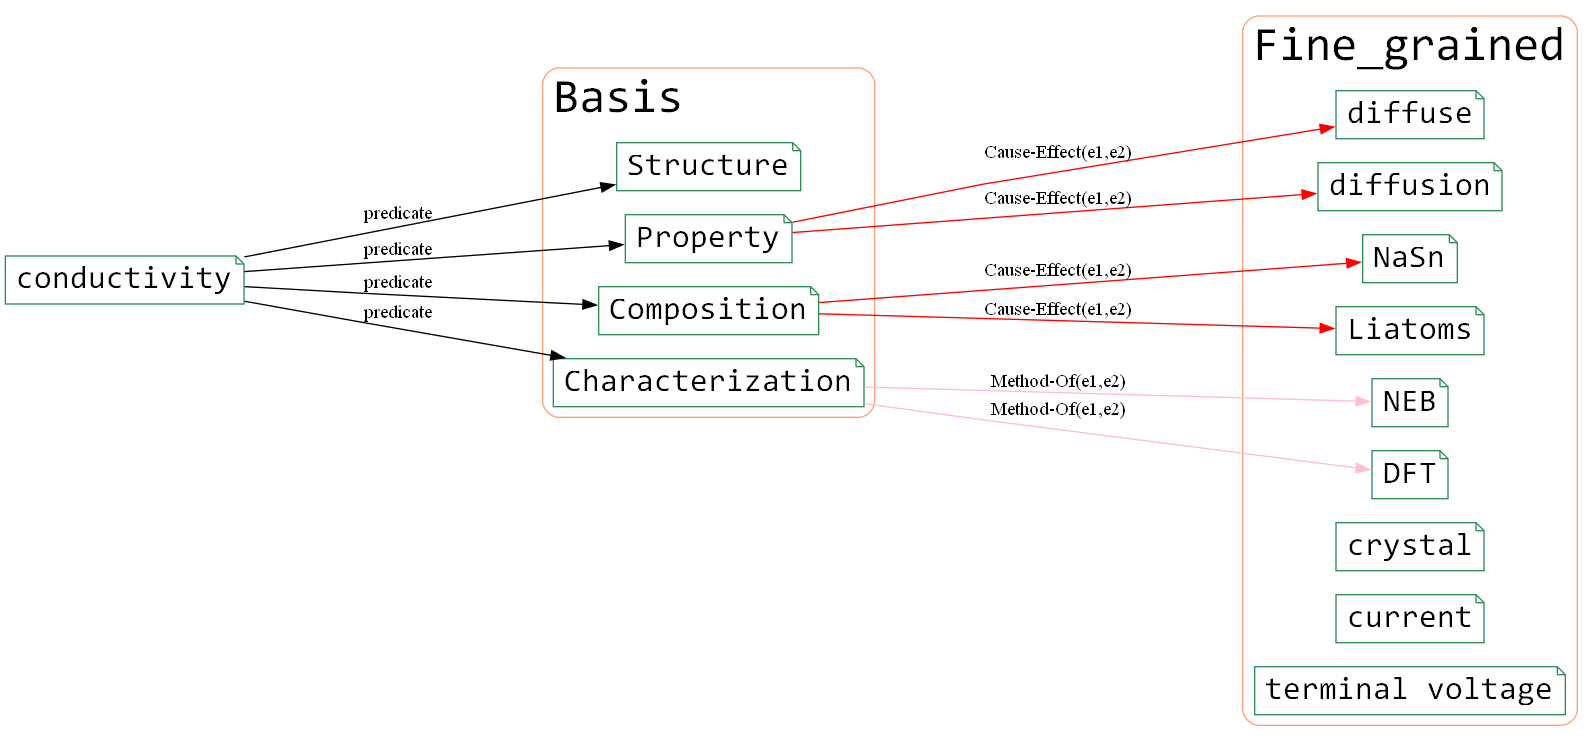 conductivity
predicate
predicate
predicate
predicate
Basis
Structure
Property
Composition
Characterization
Cause-Effect(e1,e2)
Cause-Effect(e1,e2)
Cause-Effect(e1,e2)
Cause-Effect(e1,e2)
Method-Of(e1,e2)
Method-Of(e1,e2)
Fine_grained
diffuse
diffusion
NaSn
Liatoms
NEB
DFT
crystal
current
terminal voltage